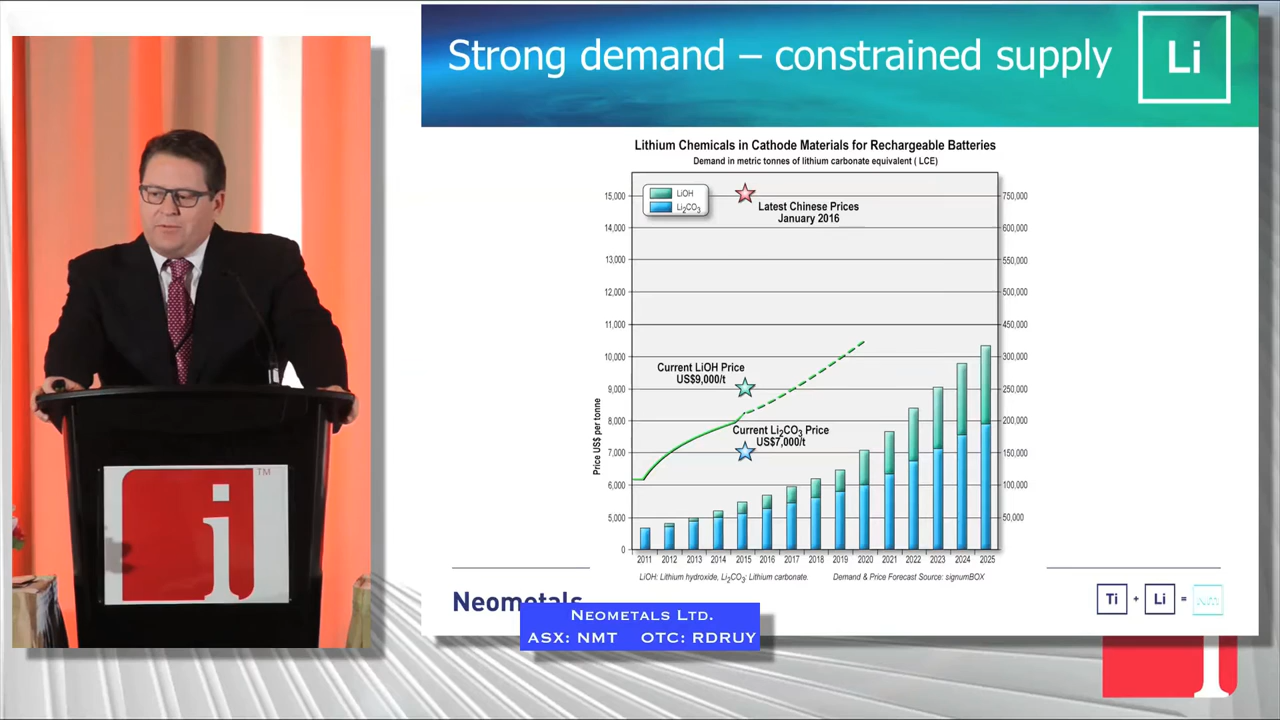 Strong demand – constrained supply
Li
Lithium Chemicals in Cathode Materials for Rechargeable Batteries
Demand in metric tonnes of lithium carbonate equivalent ( LCE)
LiOH
Li2CO3
Latest Chinese Prices
January 2016
15,000
14,000
13,000
12,000
11,000
10,000
9,000
8,000
7,000
6,000
5,000
0
Price US$ per tonne
750,000
600,000
550,000
500,000
450,000
300,000
250,000
200,000
150,000
100,000
50,000
Current LiOH Price
US$9,000/t
Current Li2CO3 Price
US$7,000/t
2011 2012 2013 2014 2015 2016 2017 2018 2019 2020 2021 2022 2023 2024 2025
LiOH: Lithium hydroxide, Li2CO3: Lithium carbonate. Demand & Price Forecast Source: signumBOX
Neometals
Ti + Li =
NEOMETALS LTD.
ASX: NMT OTC: RDRUY
i
TM